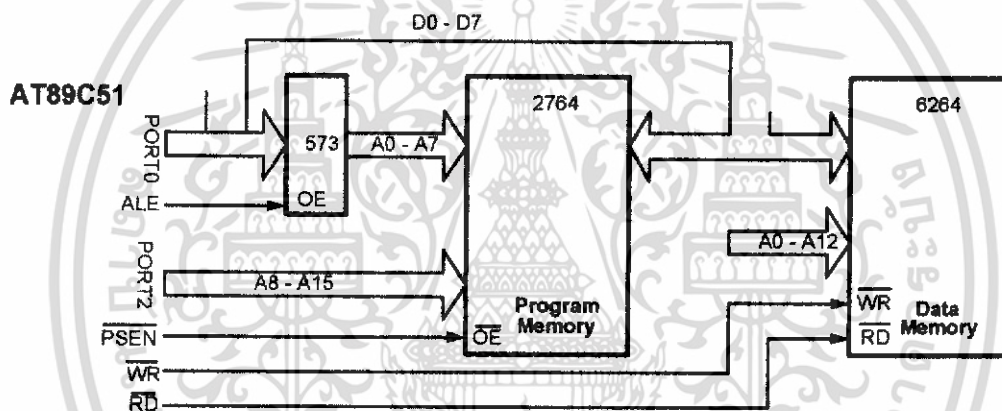 D0 - D7
AT89C51
PORT0
573
A0 - A7
2764
6264
ALE
OE
PORT2
A8 - A15
A0 - A12
Program
Memory
PSEN
OE
WR
Data
Memory
RD
WR
RD